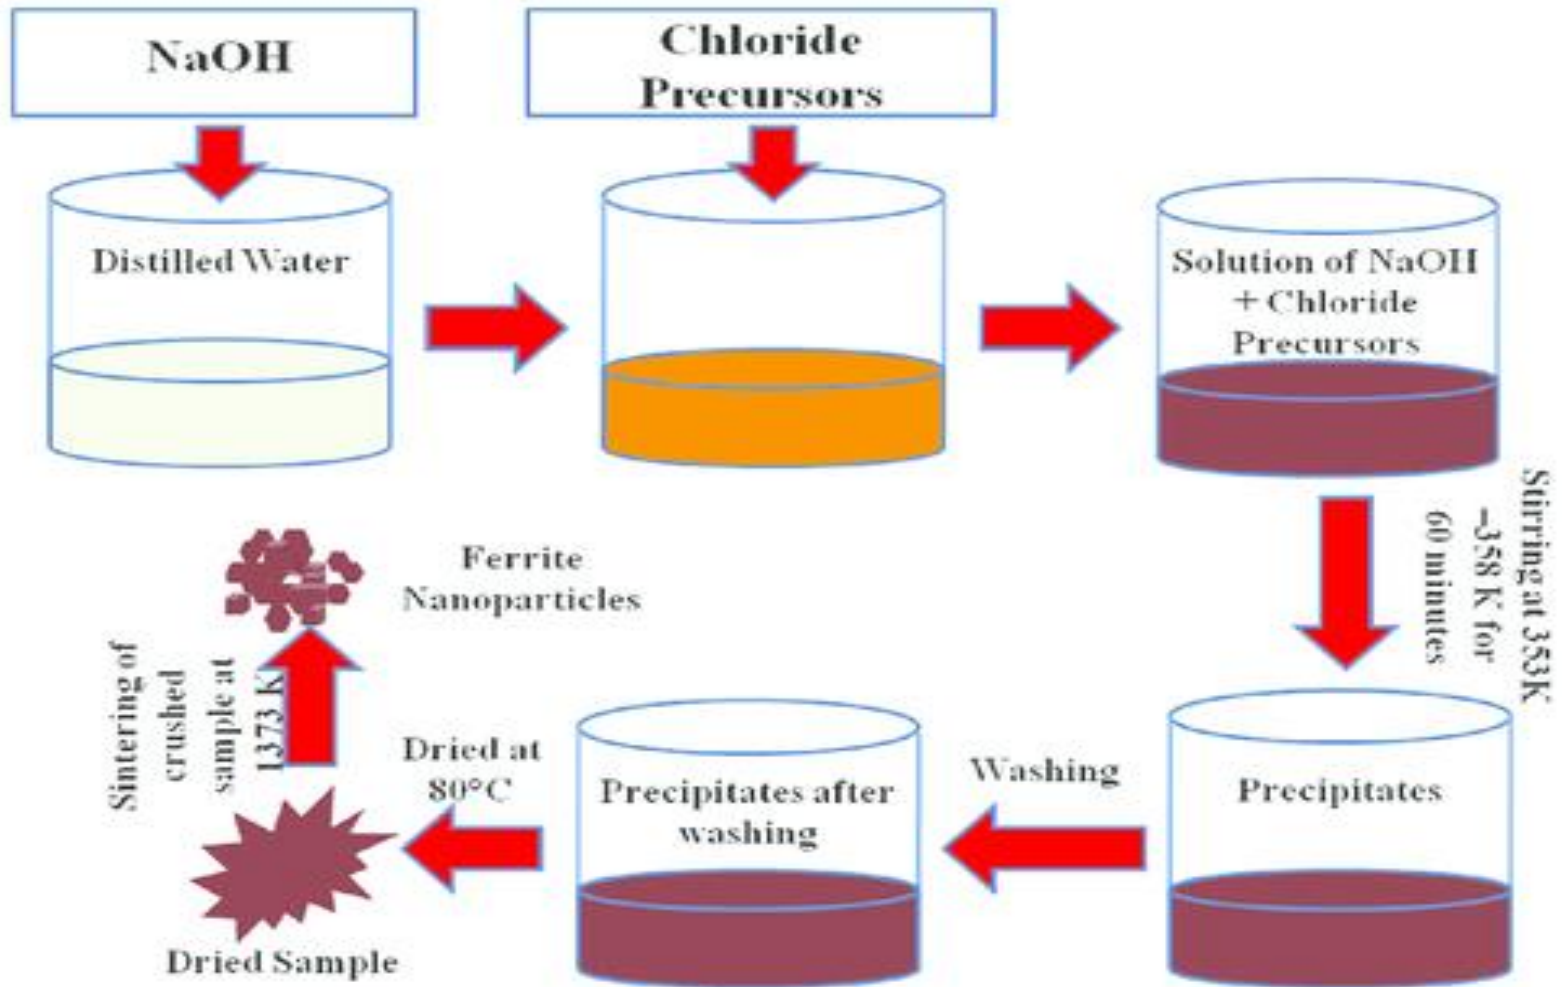 NaOH
Chloride
Precursors
Distilled Water
Solution of NaOH
+ Chloride
Precursors
Stirring at 353K
–358 K for
60 minutes
Precipitates
Washing
Precipitates after
washing
Dried at
80°C
Dried Sample
Sintering of
crushed
sample at
1373 K
Ferrite
Nanoparticles